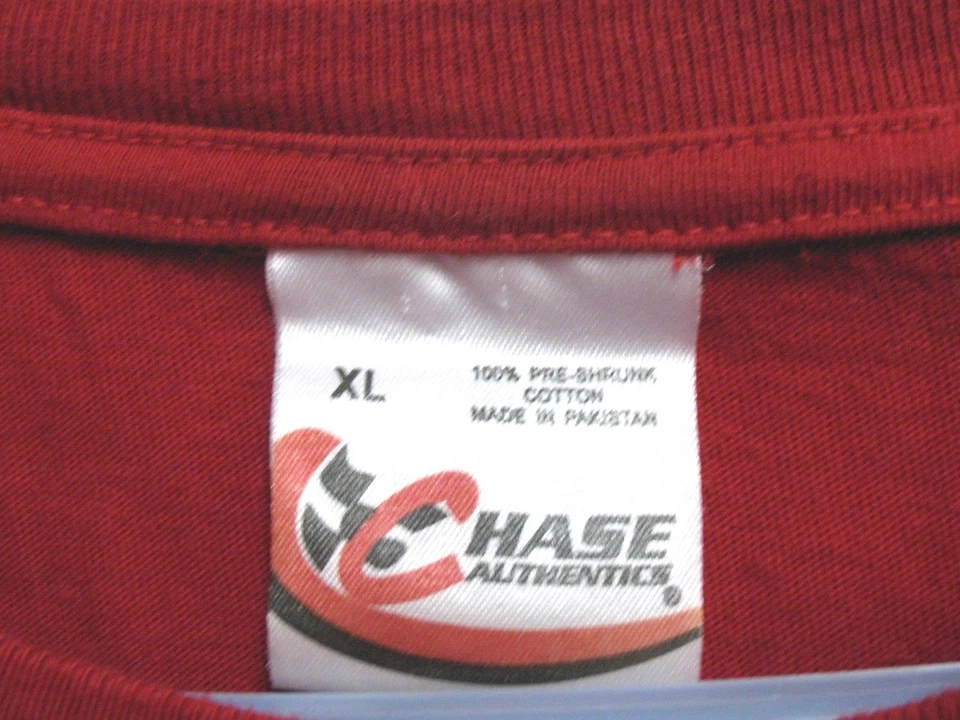 XL
100% PRE-SHRUNK
COTTON
MADE IN PAKISTAN
CHASE
AUTHENTICS
®